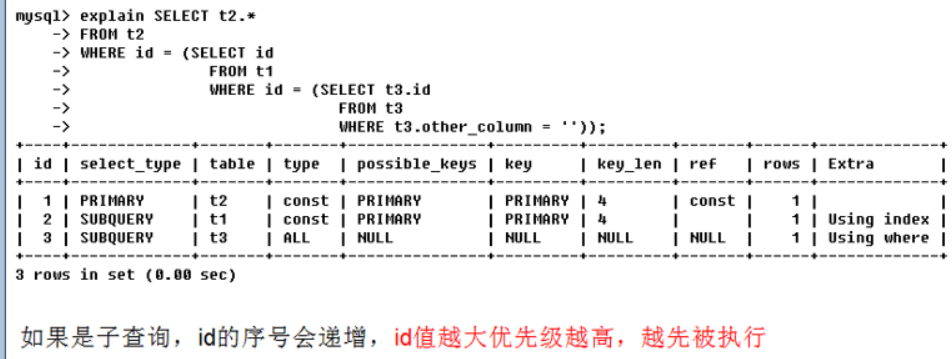 mysql> explain SELECT t2.*
    -> FROM t2
    -> WHERE id = (SELECT id
    ->             FROM t1
    ->             WHERE id = (SELECT t3.id
    ->                         FROM t3
    ->                         WHERE t3.other_column = ''));
+----+-------------+-------+-------+---------------+---------+---------+-------+------+-------------+
| id | select_type | table | type  | possible_keys | key     | key_len | ref   | rows | Extra       |
+----+-------------+-------+-------+---------------+---------+---------+-------+------+-------------+
|  1 | PRIMARY     | t2    | const | PRIMARY       | PRIMARY | 4       | const |    1 |             |
|  2 | SUBQUERY    | t1    | const | PRIMARY       | PRIMARY | 4       |       |    1 | Using index |
|  3 | SUBQUERY    | t3    | ALL   | NULL          | NULL    | NULL    | NULL  |    1 | Using where |
+----+-------------+-------+-------+---------------+---------+---------+-------+------+-------------+
3 rows in set (0.00 sec)
如果是子查询，id的序号会递增，id值越大优先级越高，越先被执行